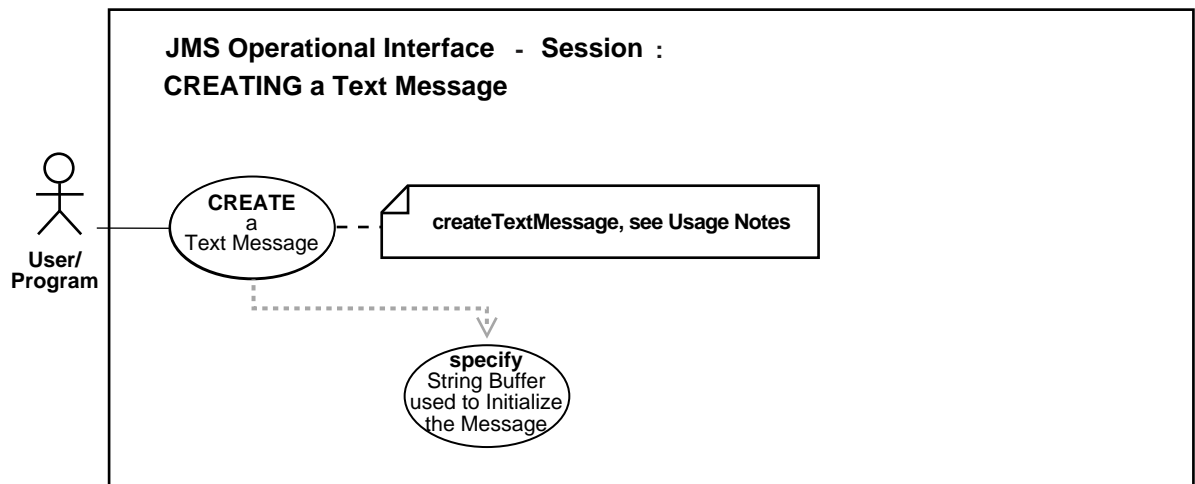 JMS Operational Interface - Session :
CREATING a Text Message
CREATE
a
Text Message
createTextMessage, see Usage Notes
User/
Program
specify
String Buffer
used to Initialize
the Message